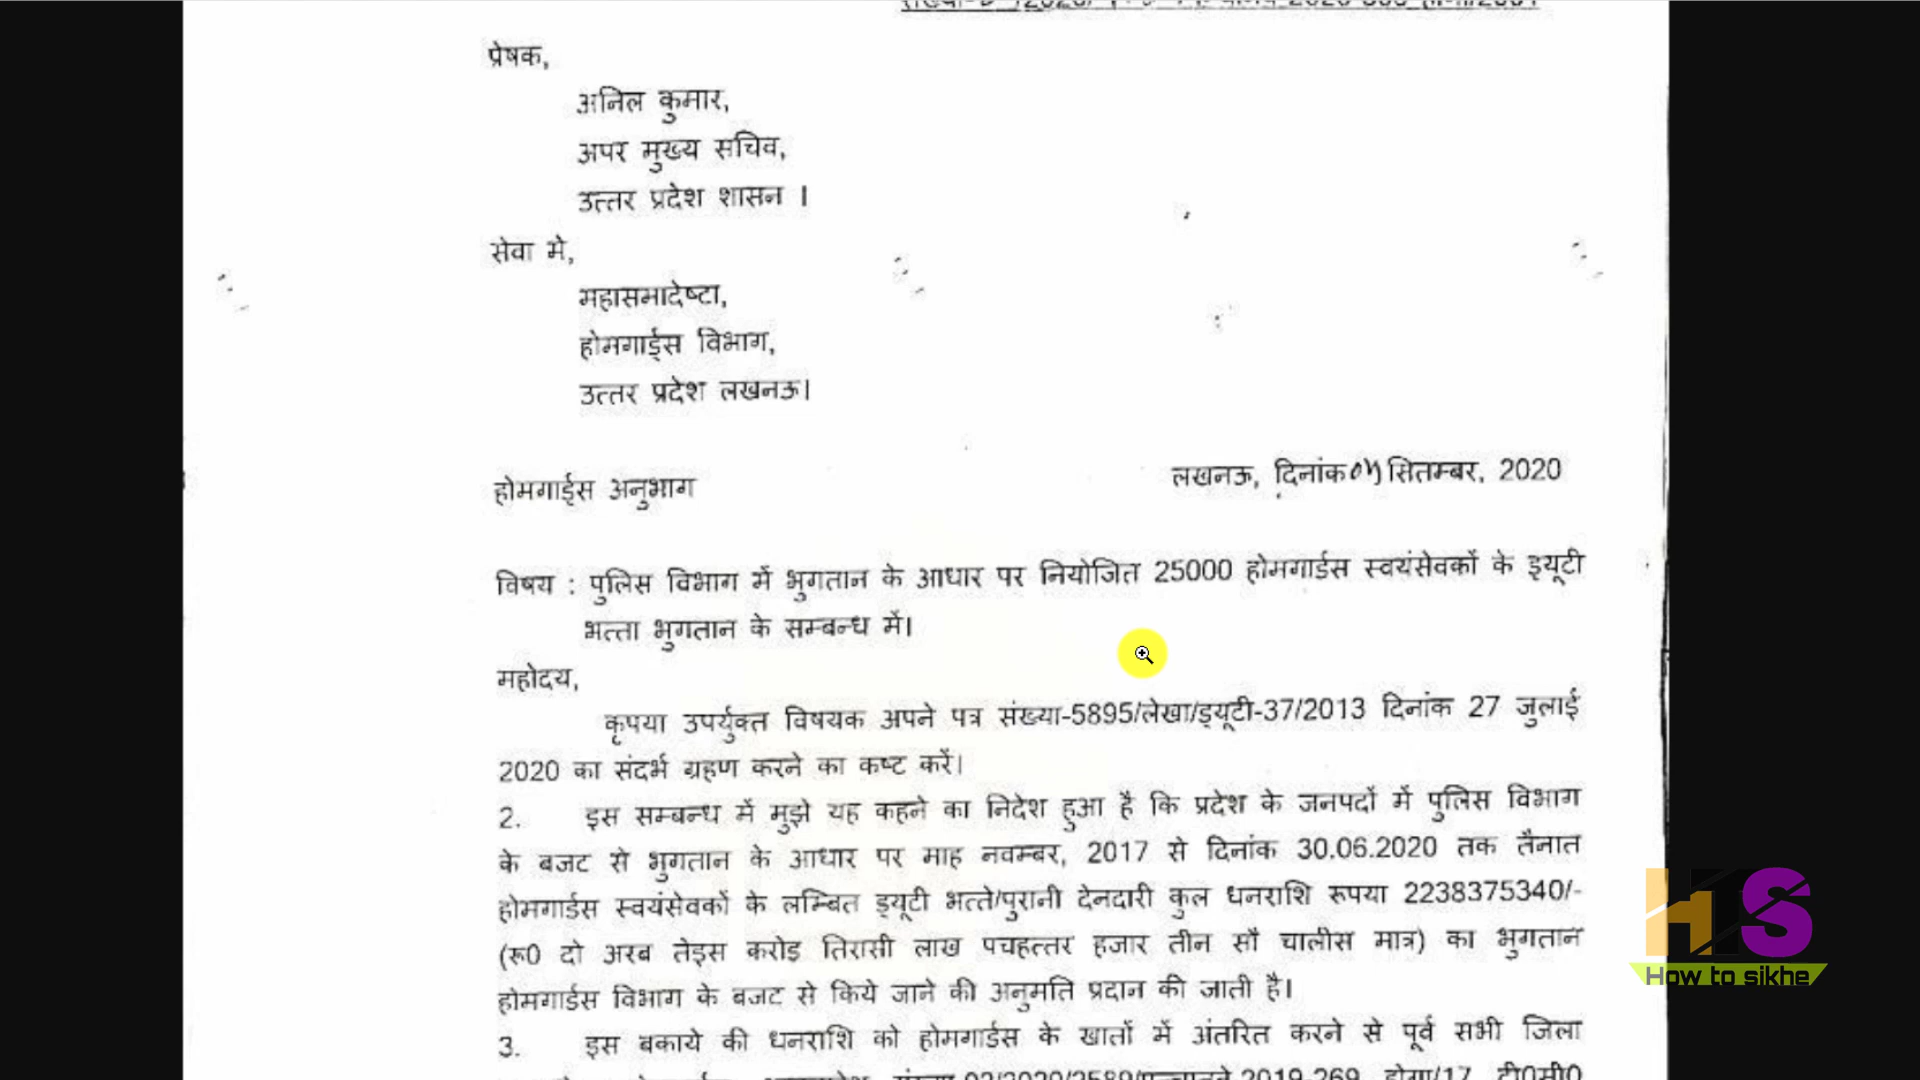 प्रेषक,
अनिल कुमार,
अपर मुख्य सचिव,
उत्तर प्रदेश शासन ।
सेवा में,
महासमादेष्टा,
होमगार्ड्स विभाग,
उत्तर प्रदेश लखनऊ।
होमगार्ड्स अनुभाग
लखनऊ, दिनांक सितम्बर, 2020
विषय : पुलिस विभाग में भुगतान के आधार पर नियोजित 25000 होमगार्डस स्वयंसेवकों के ड्यूटी
भत्ता भुगतान के सम्बन्ध में।
महोदय,
कृपया उपर्युक्त विषयक अपने पत्र संख्या-5895/लेखा/ड्यूटी-37/2013 दिनांक 27 जुलाई
2020 का संदर्भ ग्रहण करने का कष्ट करें।
2. इस सम्बन्ध में मुझे यह कहने का निदेश हुआ है कि प्रदेश के जनपदों में पुलिस विभाग
के बजट से भुगतान के आधार पर माह नवम्बर, 2017 से दिनांक 30.06.2020 तक तैनात
होमगार्डस स्वयंसेवकों के लम्बित ड्यूटी भत्ते/पुरानी देनदारी कुल धनराशि रूपया 2238375340/-
(रू0 दो अरब तेइस करोड़ तिरासी लाख पचहत्तर हजार तीन सौ चालीस मात्र) का भुगतान
होमगार्डस विभाग के बजट से किये जाने की अनुमति प्रदान की जाती है।
3. इस बकाये की धनराशि को होमगार्डस के खातों में अंतरित करने से पूर्व सभी जिला
HTS
How to sikhe